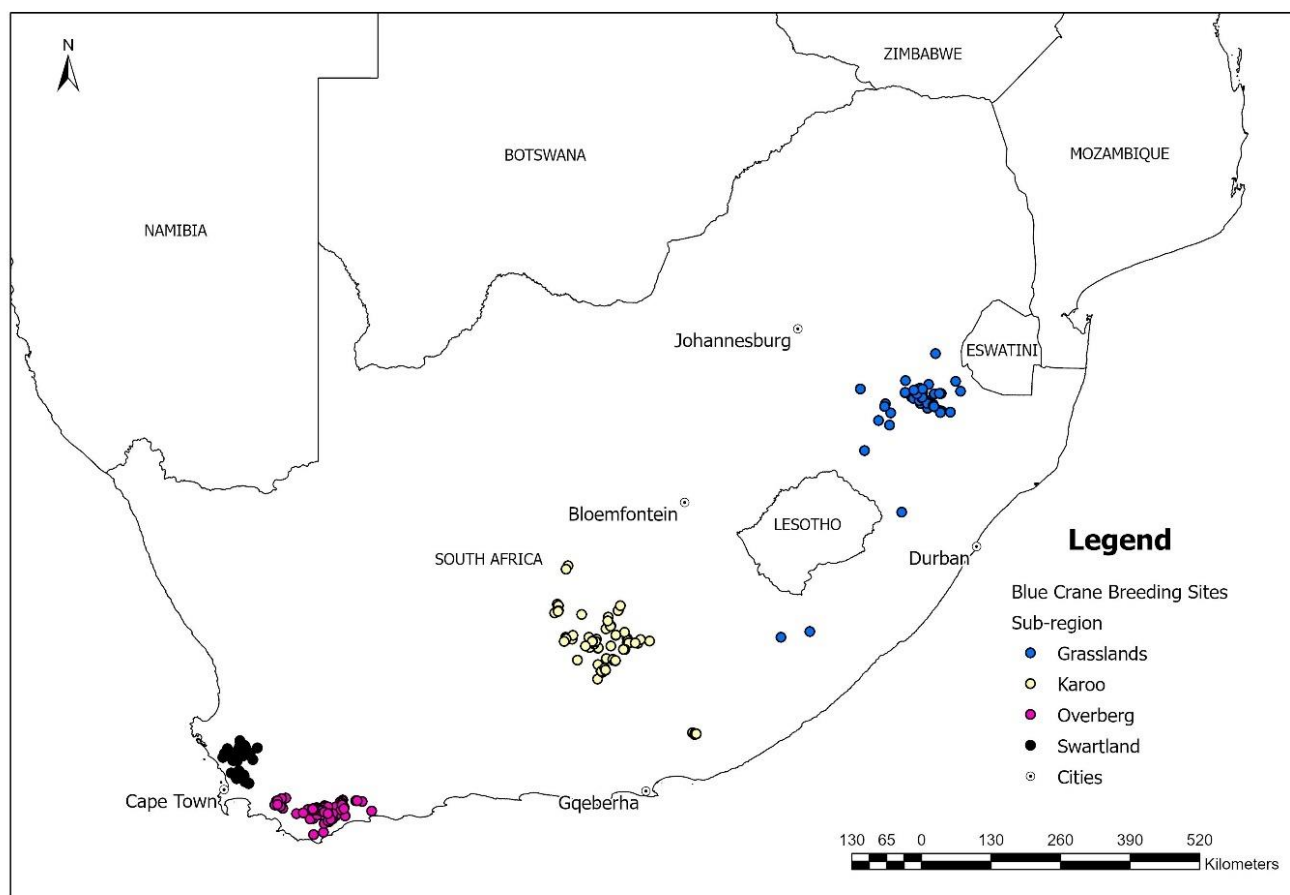 N
ZIMBABWE
BOTSWANA
MOZAMBIQUE
NAMIBIA
Johannesburg
ESWATINI
Bloemfontein
LESOTHO
SOUTH AFRICA
Durban
Cape Town
Gqeberha
Legend
Blue Crane Breeding Sites
Sub-region
Grasslands
Karoo
Overberg
Swartland
Cities
130 65 0 130 260 390 520
Kilometers